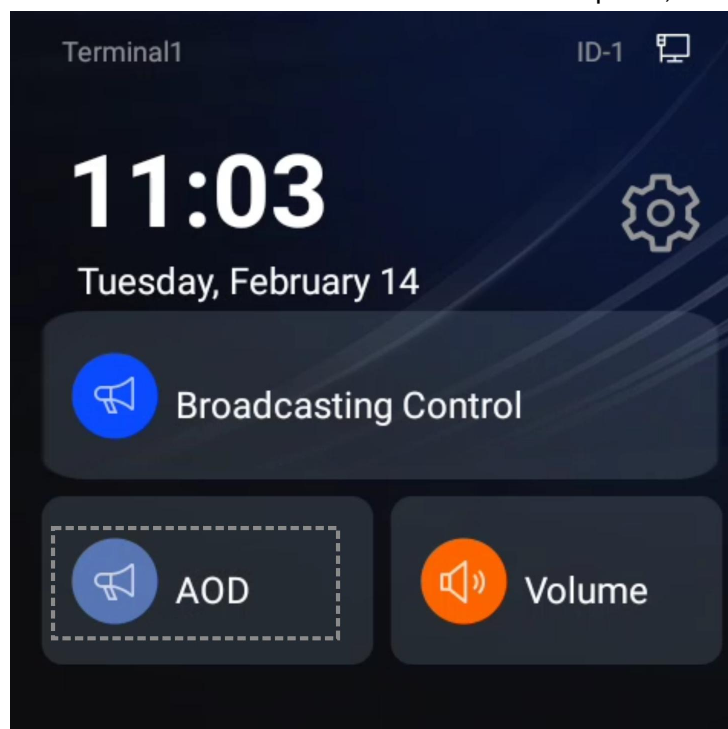 Terminal1 ID-1
11:03
Tuesday, February 14
Broadcasting Control
AOD Volume